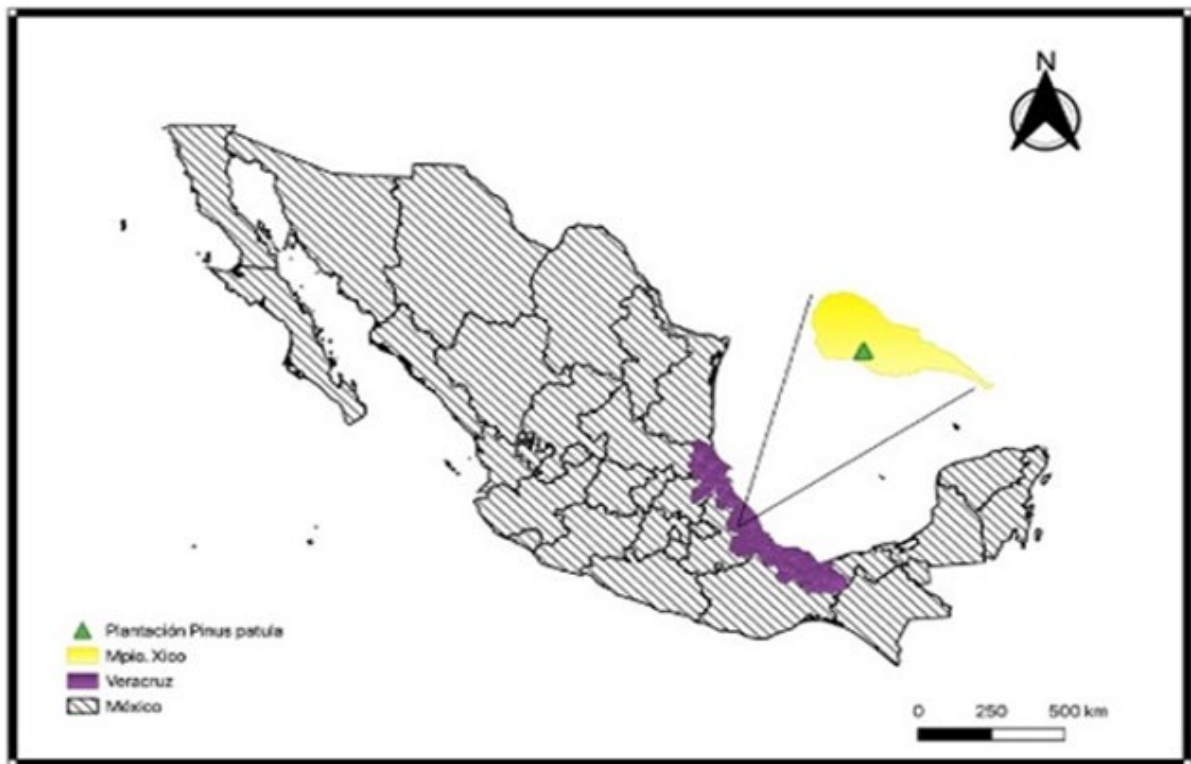 N
Plantación Pinus patula
Mpio. Xico
Veracruz
México
0 250 500 km